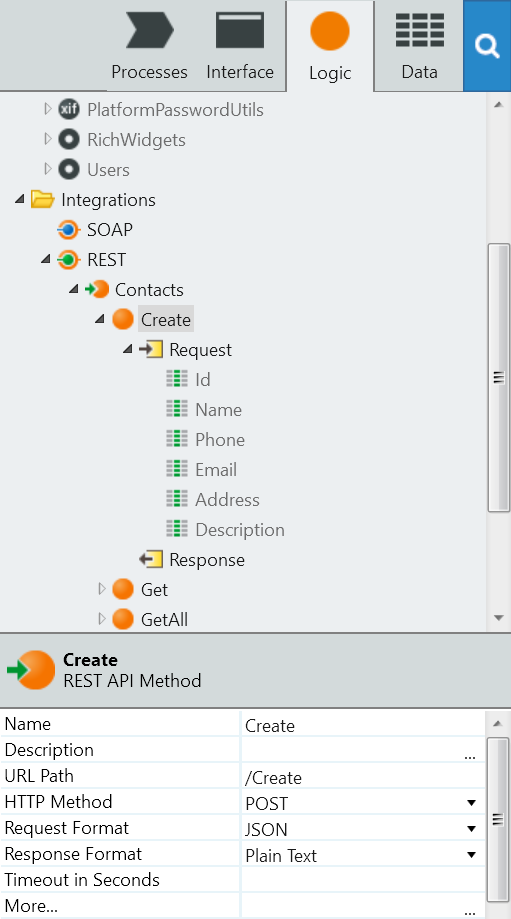 Processes Interface Logic Data
xif PlatformPasswordUtils
RichWidgets
Users
Integrations
SOAP
REST
Contacts
Create
Request
Id
Name
Phone
Email
Address
Description
Response
Get
GetAll
Create
REST API Method
Name Create
Description ...
URL Path /Create
HTTP Method POST
Request Format JSON
Response Format Plain Text
Timeout in Seconds
More... ...